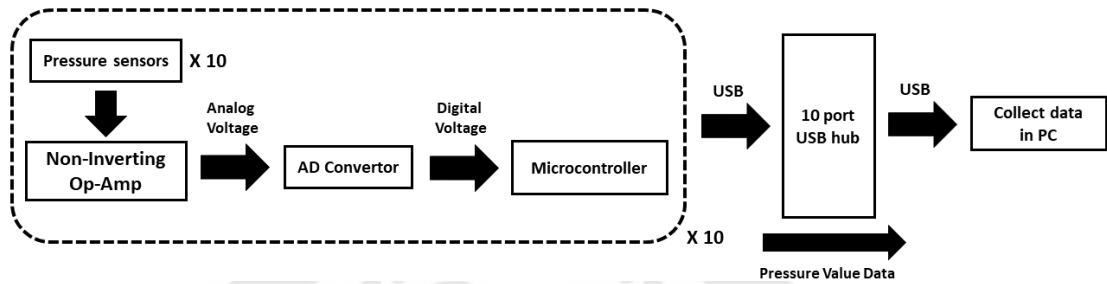 Pressure sensors
X 10
Non-Inverting
Op-Amp
Analog
Voltage
AD Convertor
Digital
Voltage
Microcontroller
X 10
USB
10 port
USB hub
USB
Collect data
in PC
Pressure Value Data